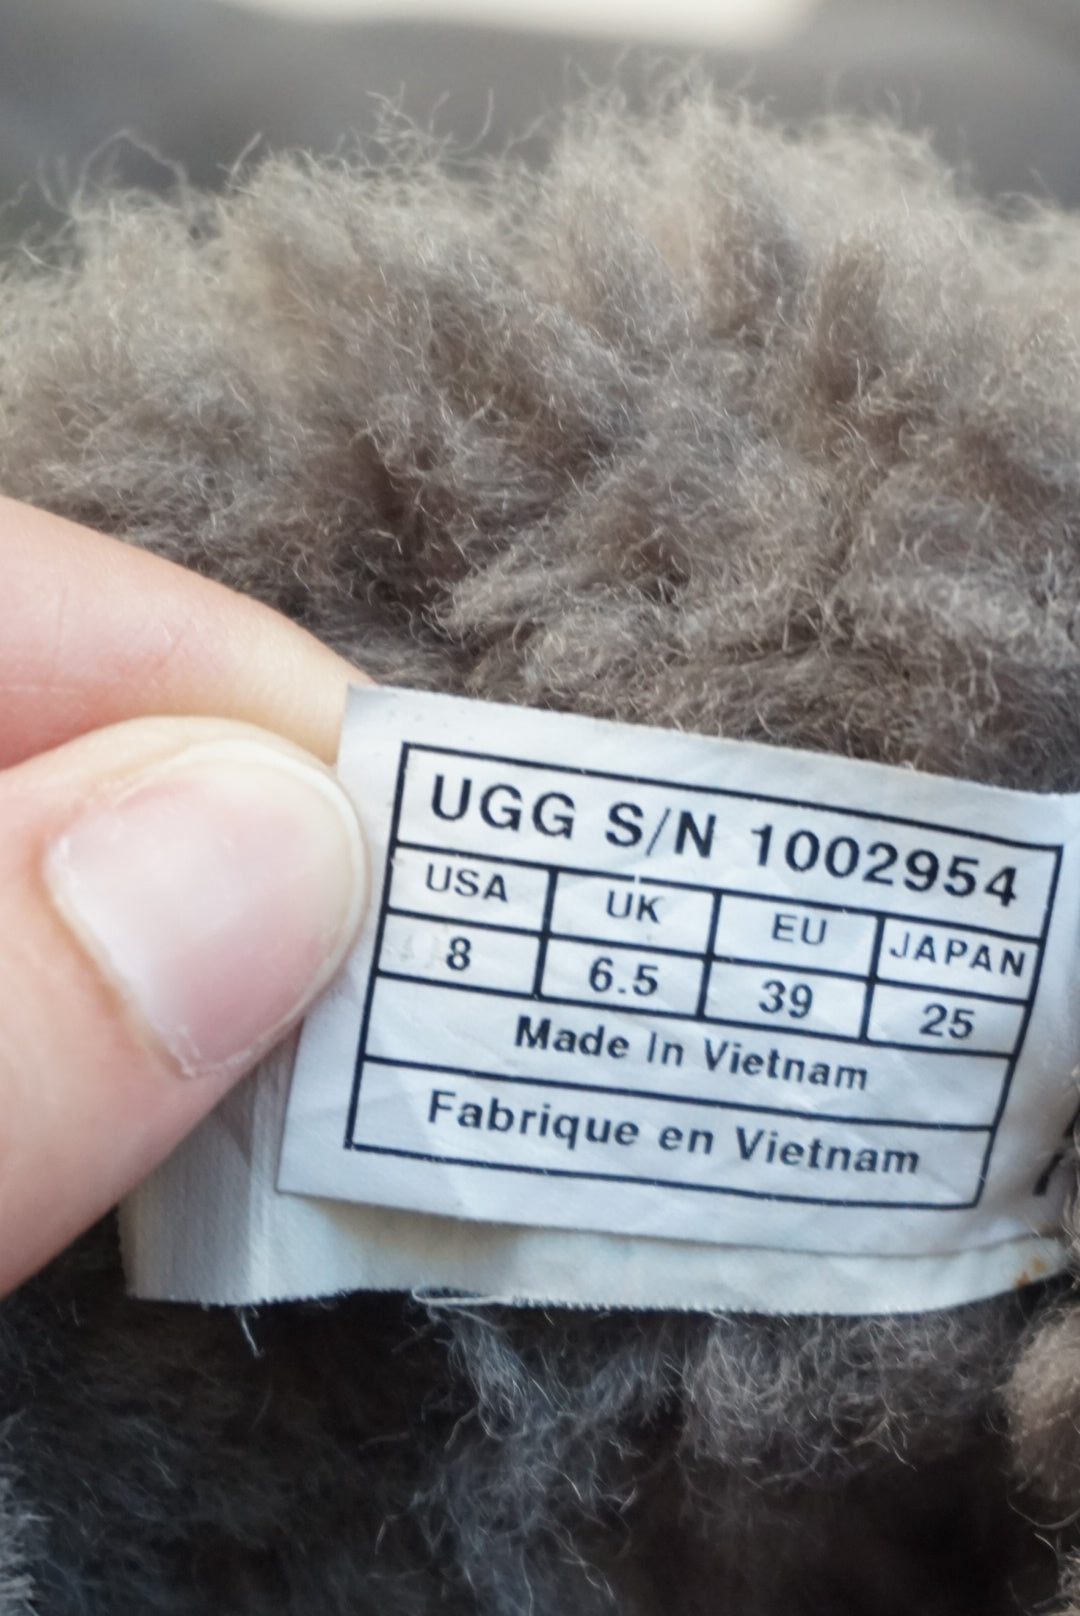 UGG S/N 1002954
USA UK EU JAPAN
8 6.5 39 25
Made In Vietnam
Fabrique en Vietnam